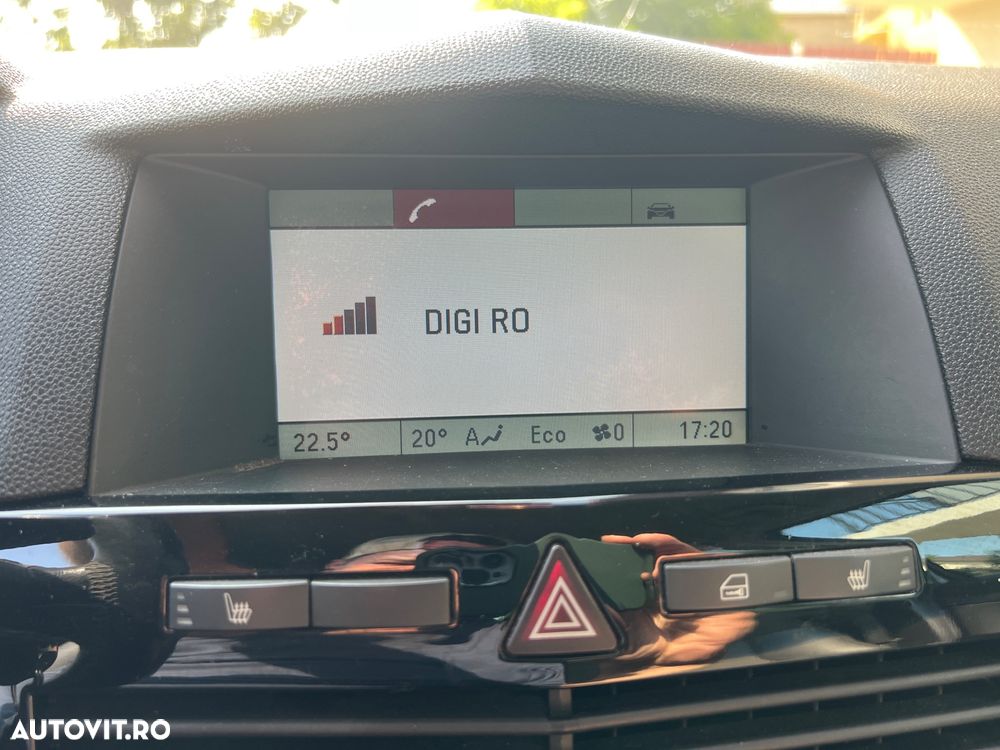 DIGI RO
22.5° 20° A Eco 0 17:20
AUTOVIT.RO